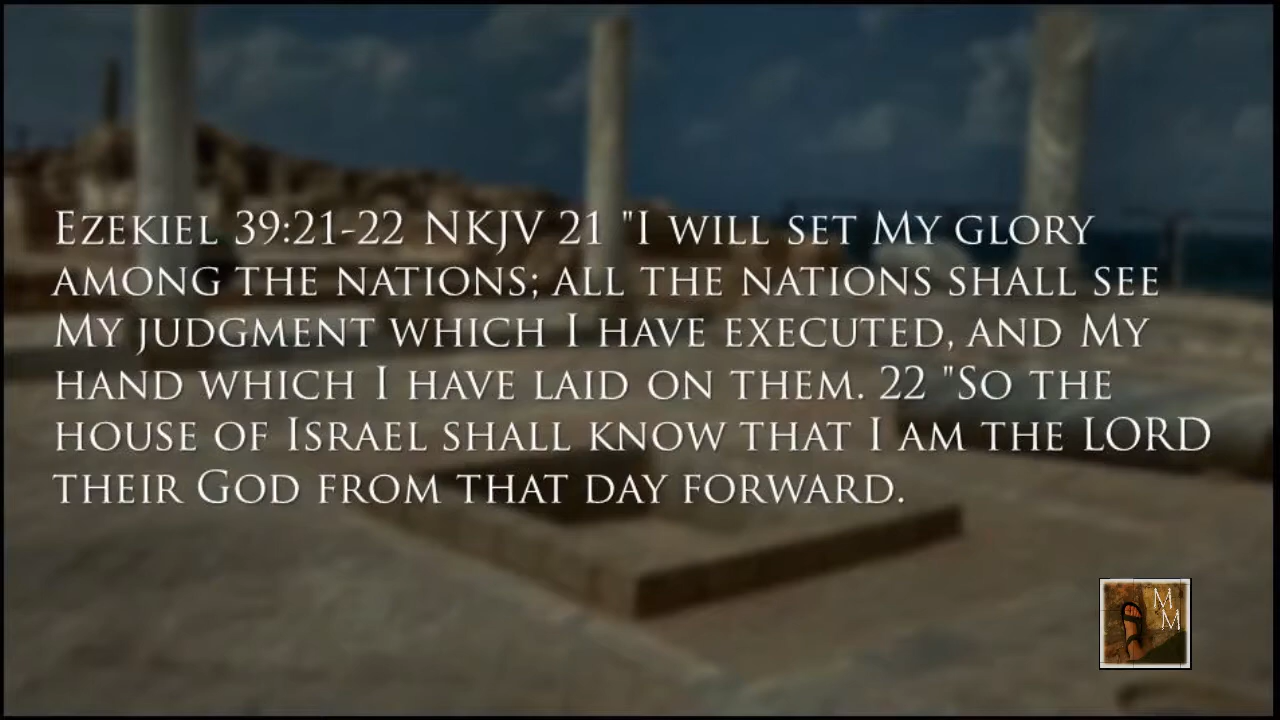 Ezekiel 39:21-22 NKJV 21 "I will set My glory
among the nations; all the nations shall see
My judgment which I have executed, and My
hand which I have laid on them. 22 "So the
house of Israel shall know that I am the LORD
their God from that day forward.
M
M